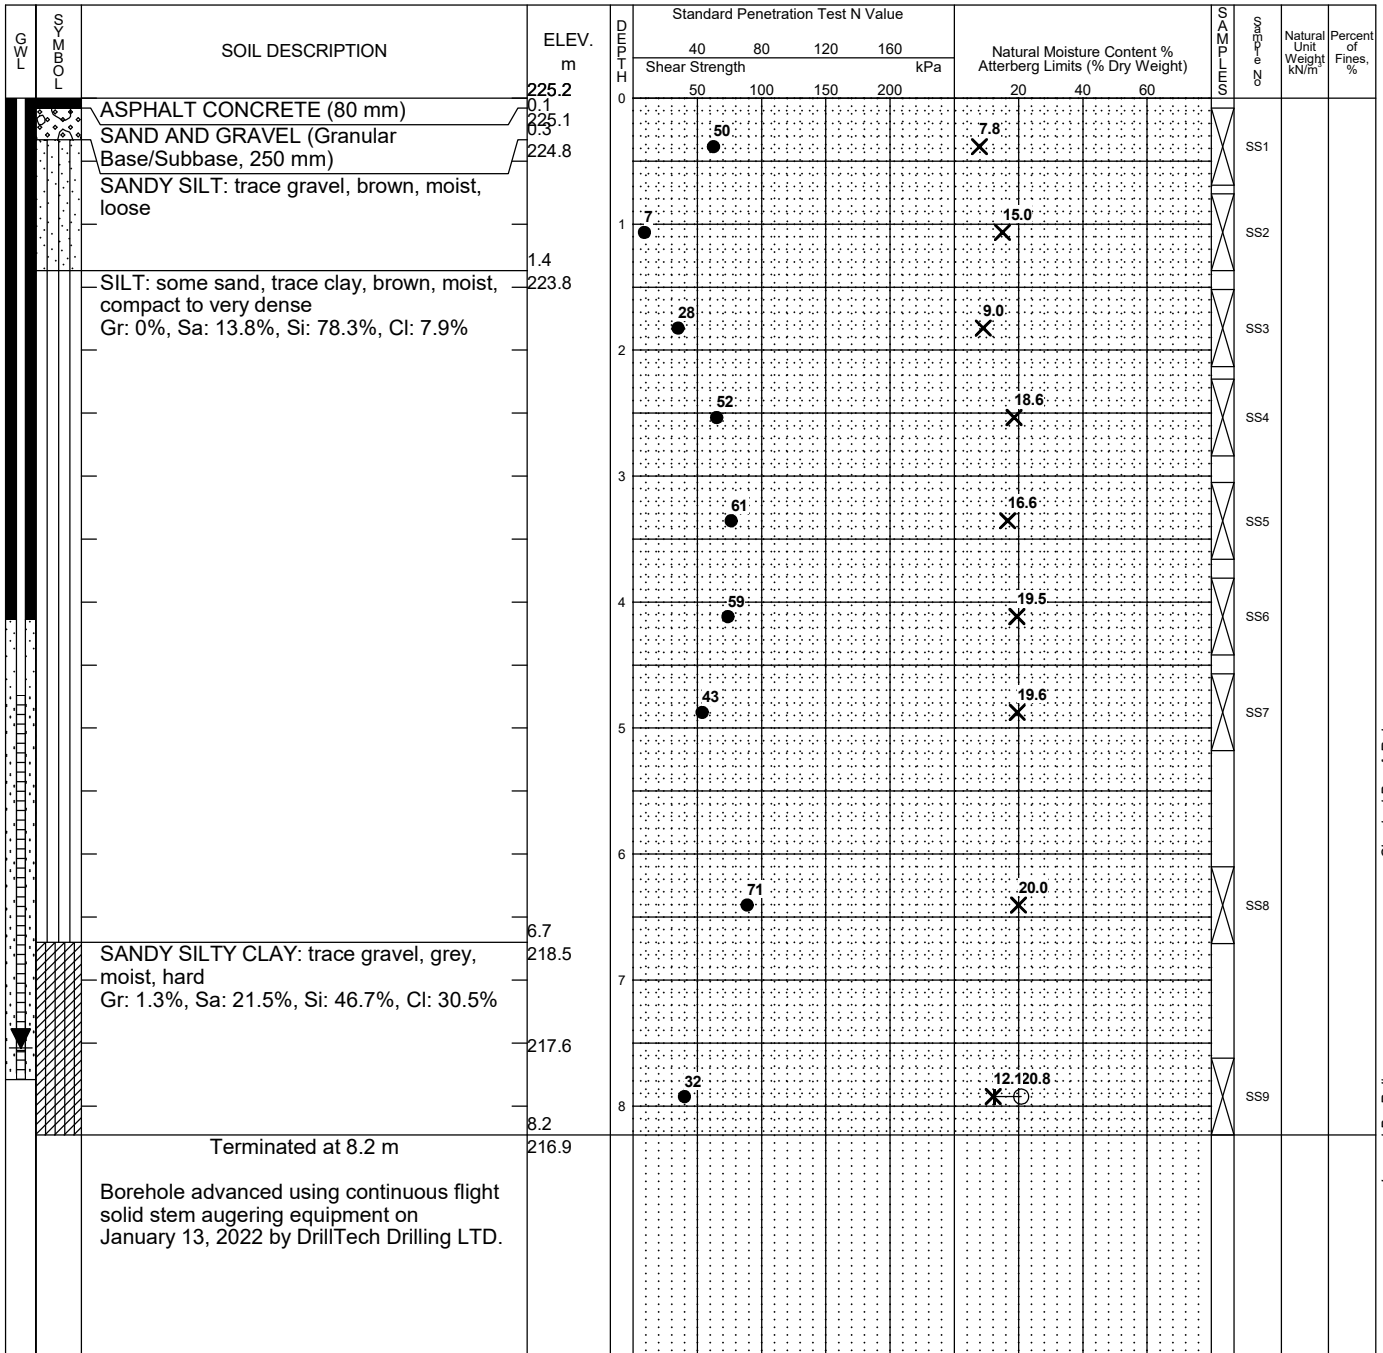 GWL
SYMBOL
SOIL DESCRIPTION
ELEV.
m
DEPTH
Standard Penetration Test N Value
40 80 120 160
Shear Strength kPa
50 100 150 200
Natural Moisture Content %
Atterberg Limits (% Dry Weight)
20 40 60
SAMPLES
Sample No
Natural
Unit
Weight
kN/m³
Percent
of
Fines,
%
225.2
0
ASPHALT CONCRETE (80 mm)
0.1
225.1
SAND AND GRAVEL (Granular
Base/Subbase, 250 mm)
0.3
224.8
50 7.8 SS1
SANDY SILT: trace gravel, brown, moist,
loose
1
7 15.0 SS2
1.4
223.8
SILT: some sand, trace clay, brown, moist,
compact to very dense
Gr: 0%, Sa: 13.8%, Si: 78.3%, Cl: 7.9%
28 9.0 SS3
2
52 18.6 SS4
3
61 16.6 SS5
4
59 19.5 SS6
43 19.6 SS7
5
6
71 20.0 SS8
6.7
218.5
SANDY SILTY CLAY: trace gravel, grey,
moist, hard
Gr: 1.3%, Sa: 21.5%, Si: 46.7%, Cl: 30.5%
7
217.6
32 12.1 20.8 SS9
8
8.2
216.9
Terminated at 8.2 m
Borehole advanced using continuous flight
solid stem augering equipment on
January 13, 2022 by DrillTech Drilling LTD.